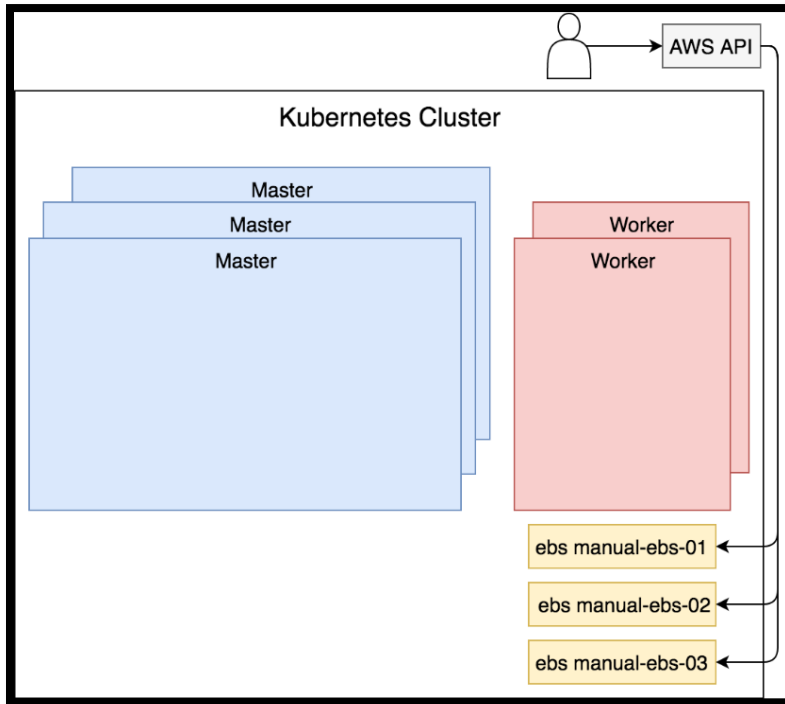 AWS API
Kubernetes Cluster
Master
Master
Master
Worker
Worker
ebs manual-ebs-01
ebs manual-ebs-02
ebs manual-ebs-03